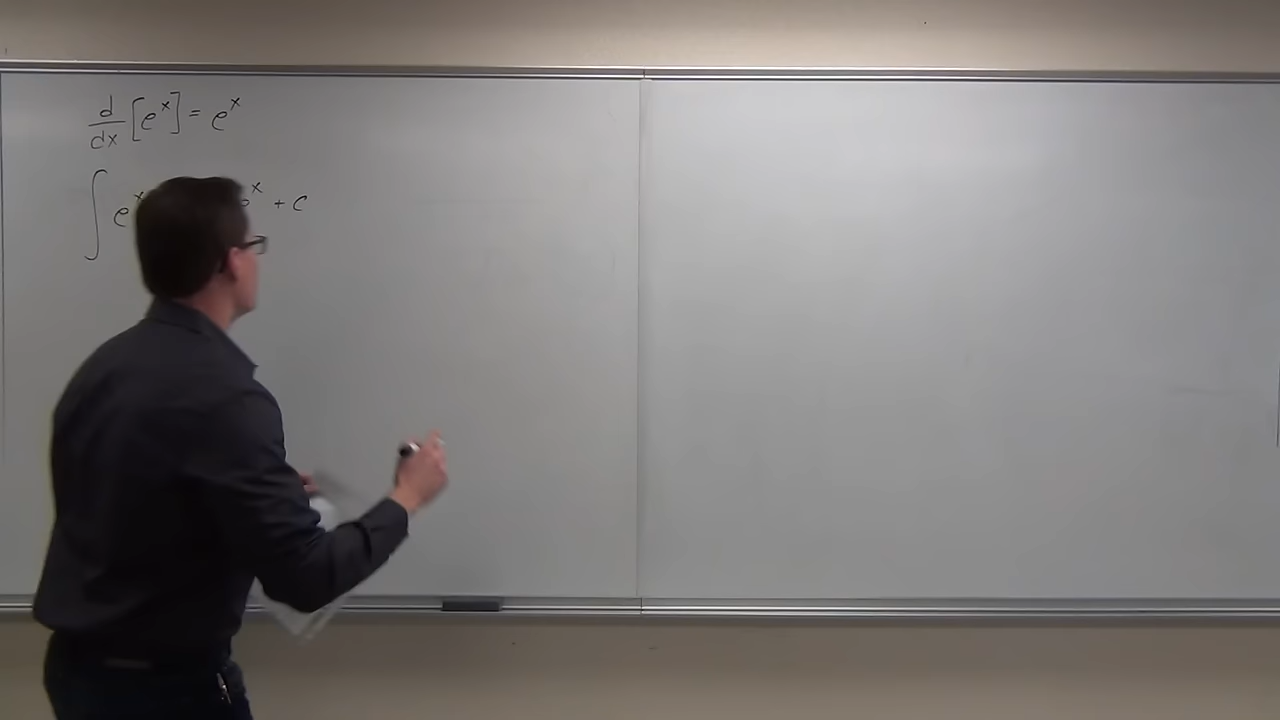 d/dx [e^x] = e^x
∫ e^x e^x + c